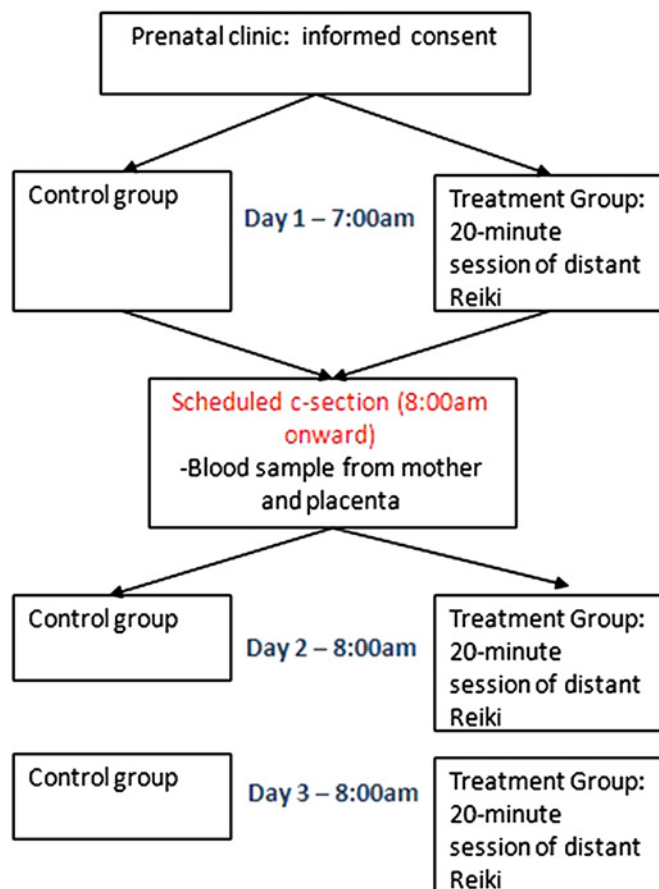 Prenatal clinic: informed consent
Control group
Day 1 – 7:00am
Treatment Group:
20-minute
session of distant
Reiki
Scheduled c-section (8:00am
onward)
-Blood sample from mother
and placenta
Control group
Day 2 – 8:00am
Treatment Group:
20-minute
session of distant
Reiki
Control group
Day 3 – 8:00am
Treatment Group:
20-minute
session of distant
Reiki